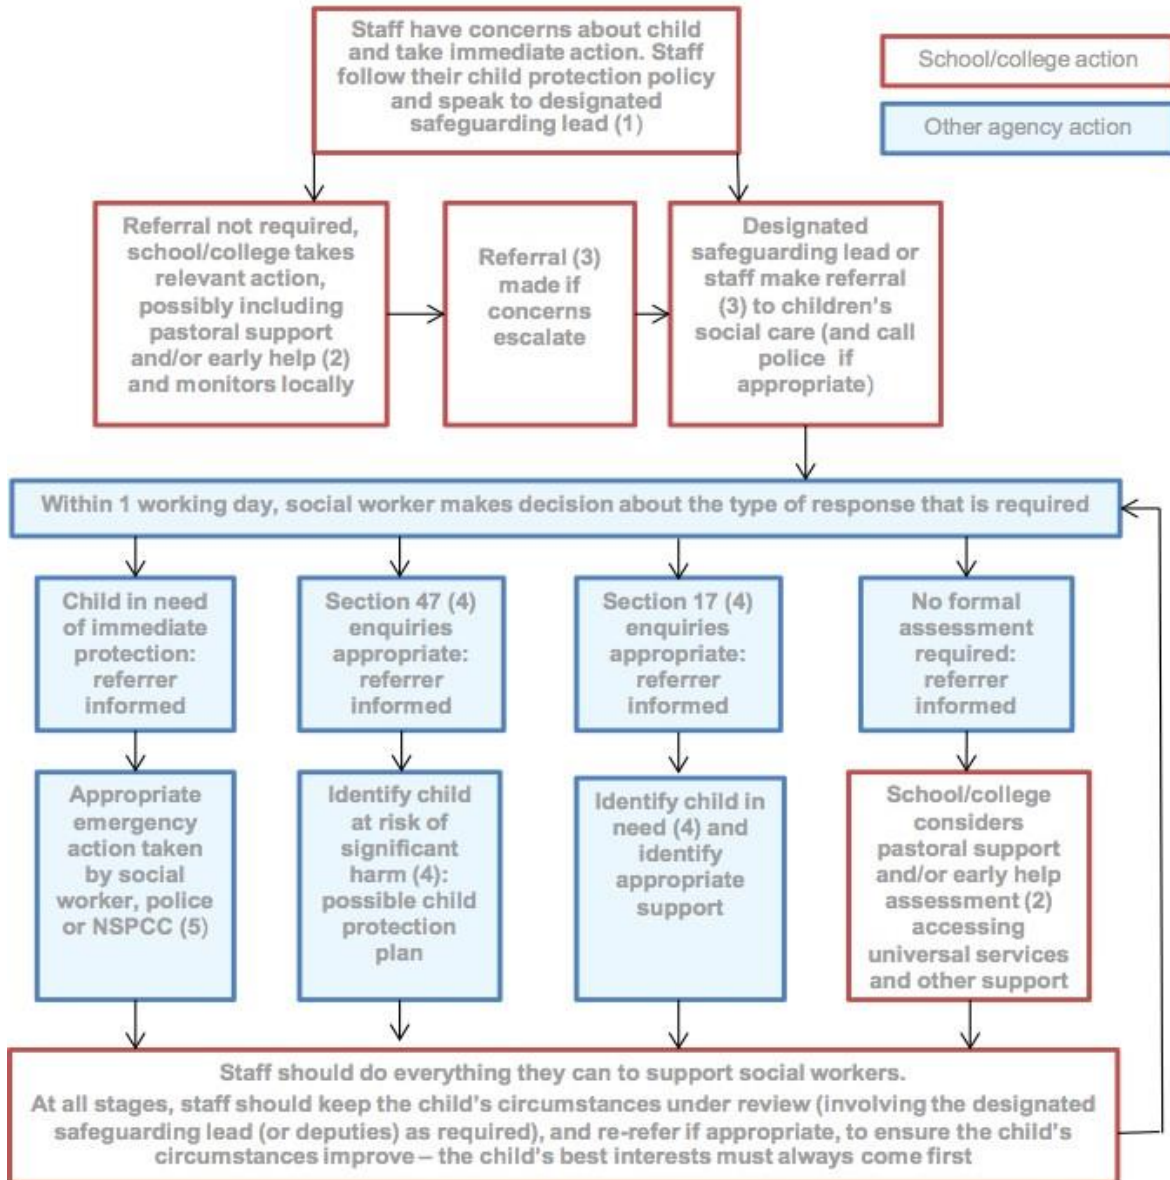 Staff have concerns about child
and take immediate action. Staff
follow their child protection policy
and speak to designated
safeguarding lead (1)
School/college action
Other agency action
Referral not required,
school/college takes
relevant action,
possibly including
pastoral support
and/or early help (2)
and monitors locally
Referral (3)
made if
concerns
escalate
Designated
safeguarding lead or
staff make referral
(3) to children's
social care (and call
police if
appropriate)
Within 1 working day, social worker makes decision about the type of response that is required
Child in need
of immediate
protection:
referrer
informed
Section 47 (4)
enquiries
appropriate:
referrer
informed
Section 17 (4)
enquiries
appropriate:
referrer
informed
No formal
assessment
required:
referrer
informed
Appropriate
emergency
action taken
by social
worker, police
or NSPCC (5)
Identify child
at risk of
significant
harm (4):
possible child
protection
plan
Identify child in
need (4) and
identify
appropriate
support
School/college
considers
pastoral support
and/or early help
assessment (2)
accessing
universal services
and other support
Staff should do everything they can to support social workers.
At all stages, staff should keep the child's circumstances under review (involving the designated
safeguarding lead (or deputies) as required), and re-refer if appropriate, to ensure the child's
circumstances improve – the child's best interests must always come first